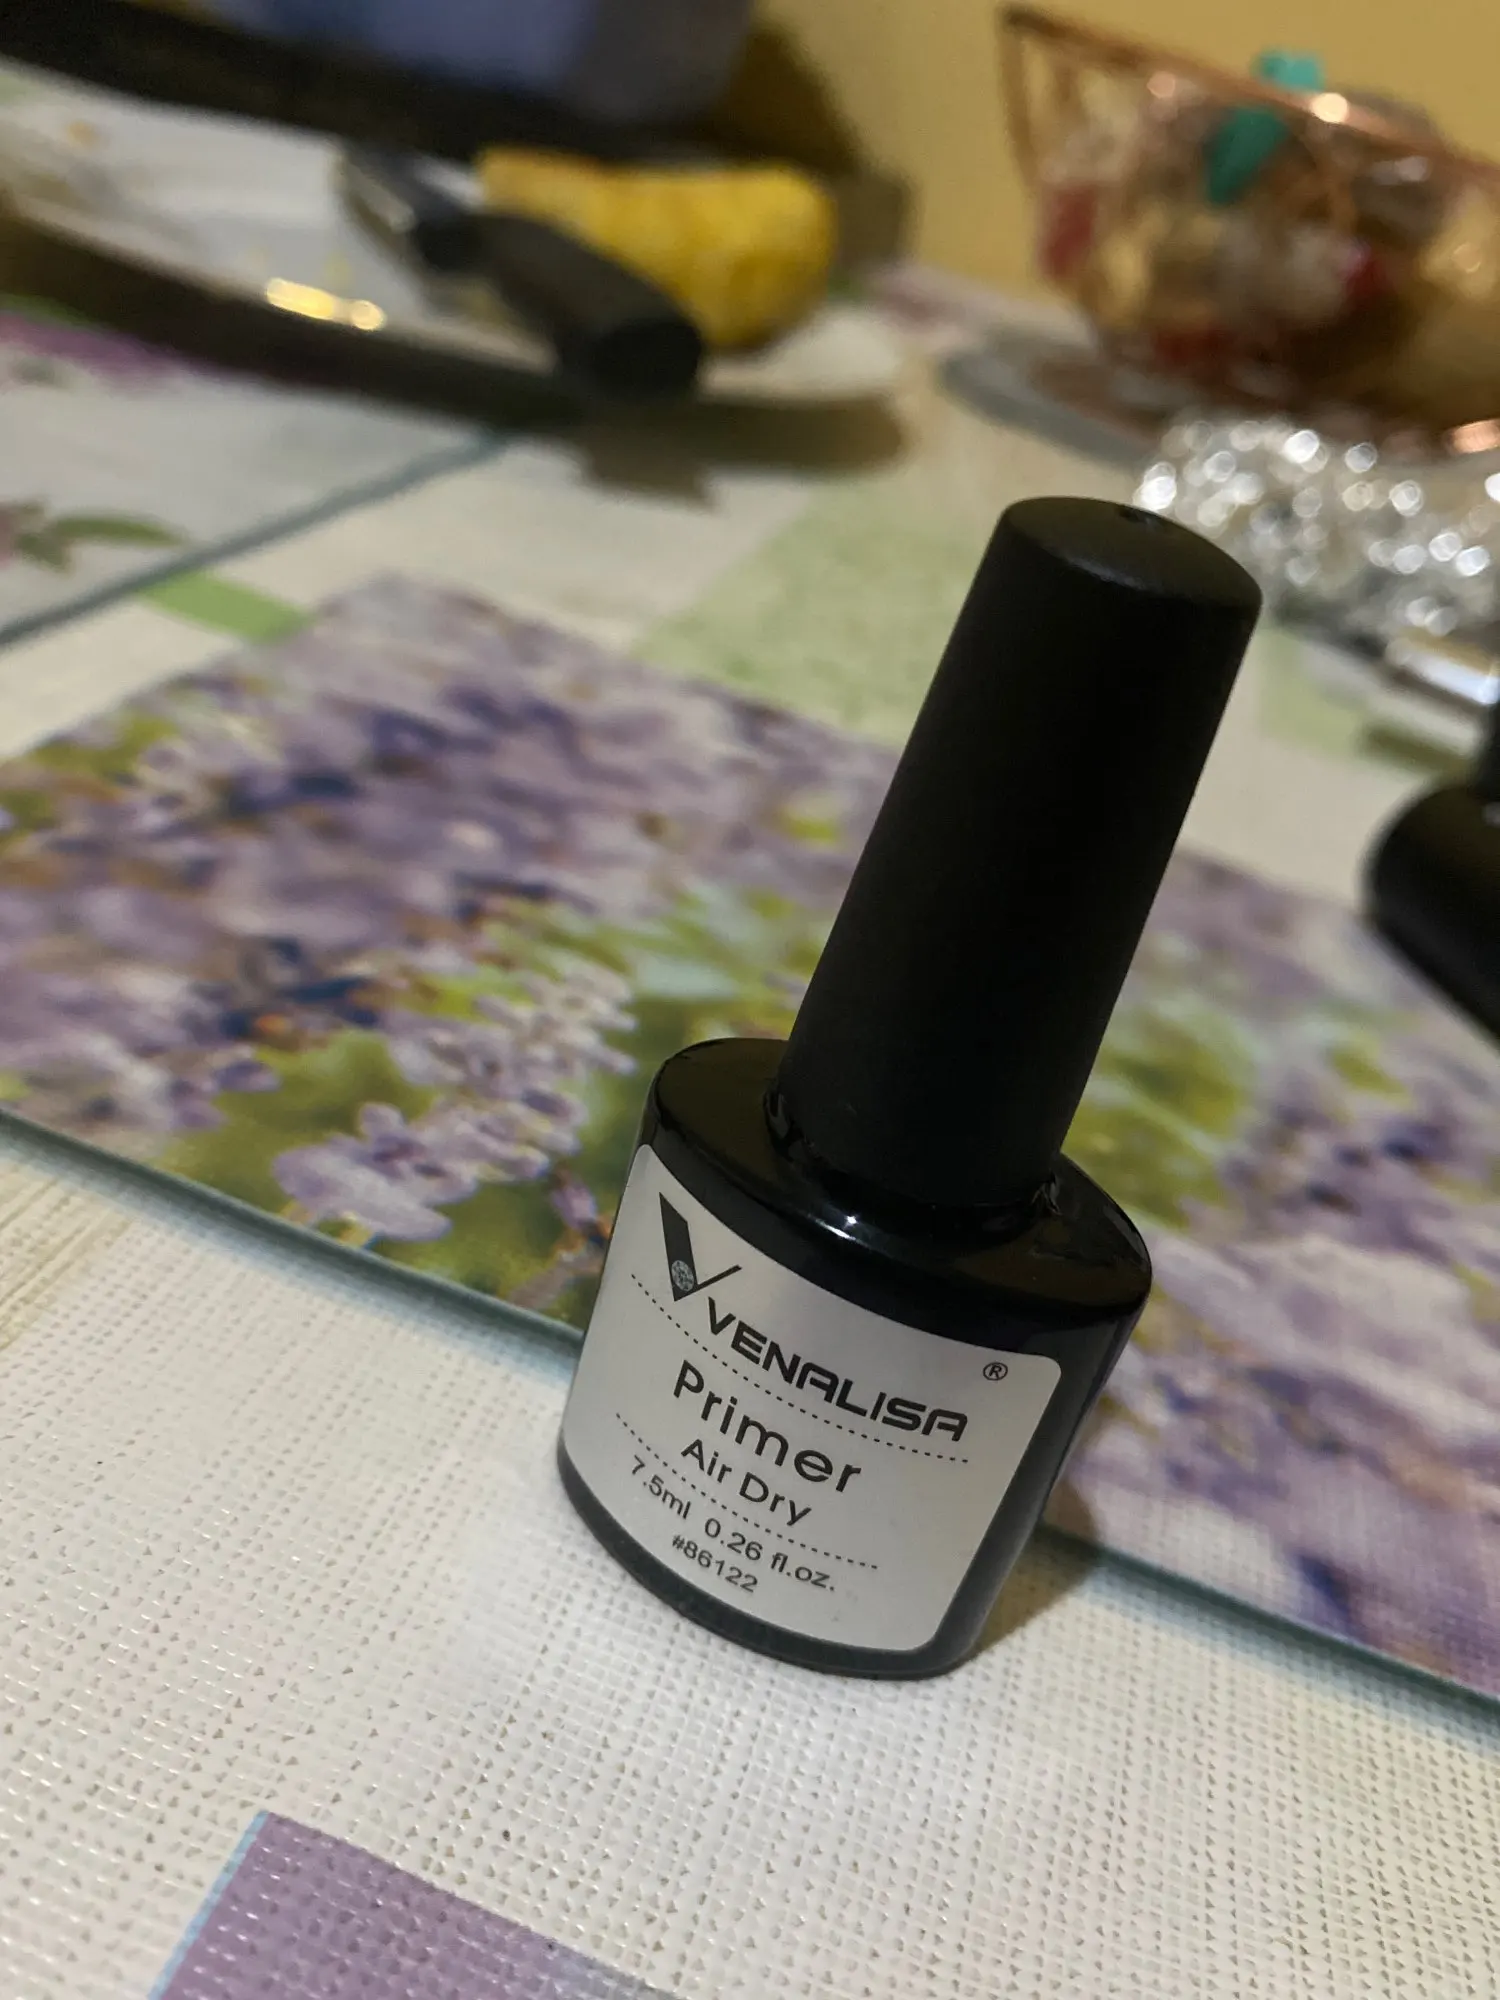 VENALISA ®
Primer
Air Dry
7.5ml 0.26 fl.oz.
#86122